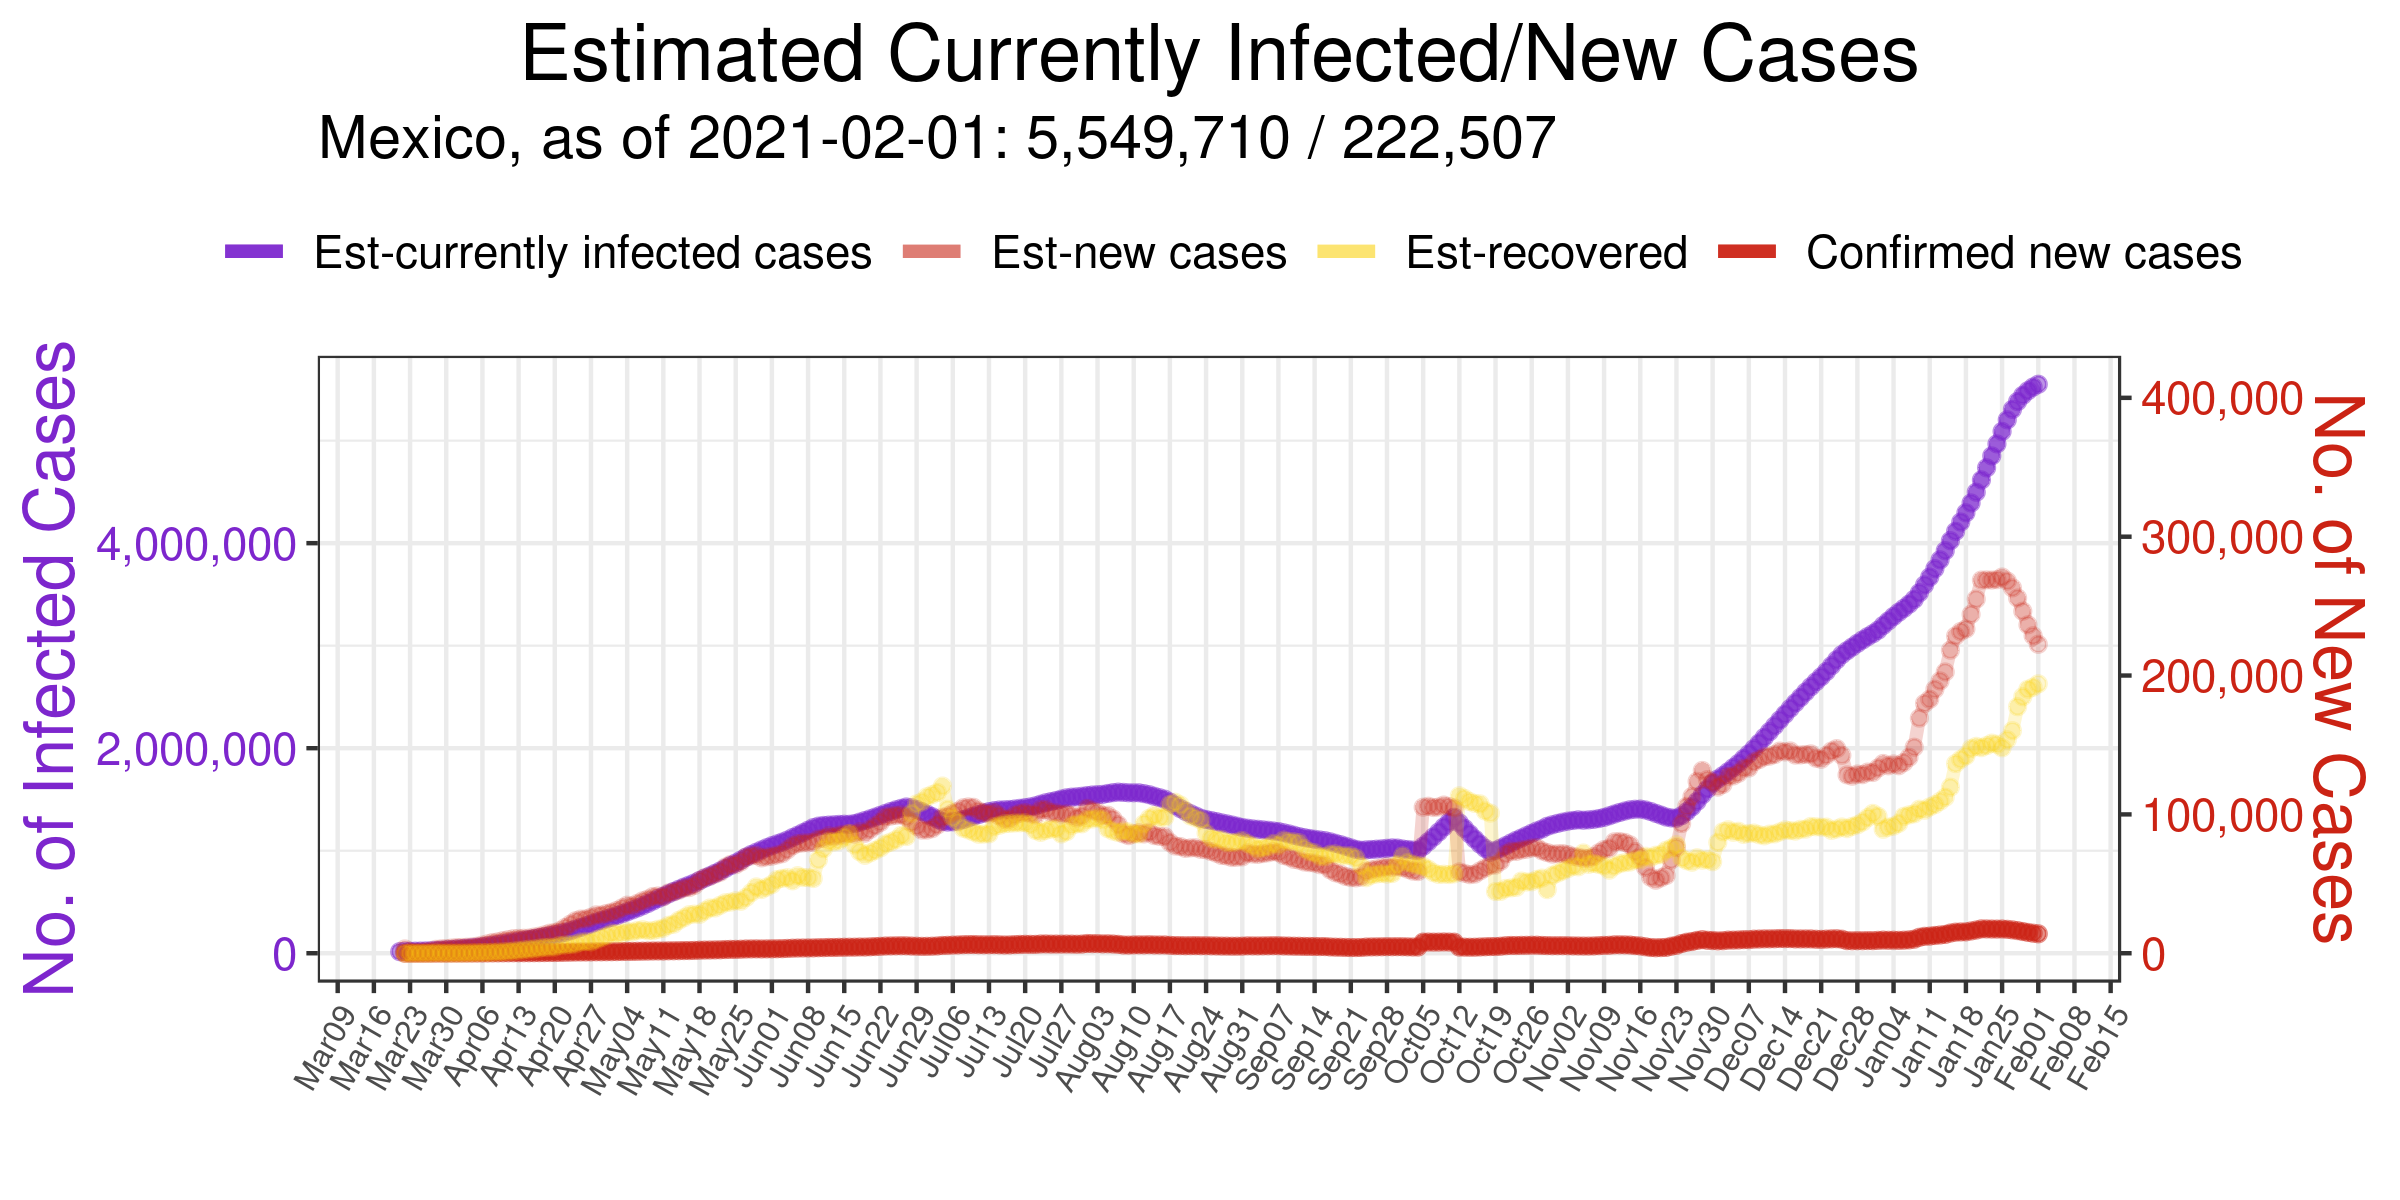 Estimated Currently Infected/New Cases
Mexico, as of 2021-02-01: 5,549,710 / 222,507
Est-currently infected cases Est-new cases Est-recovered Confirmed new cases
No. of Infected Cases
4,000,000
2,000,000
0
400,000
300,000
200,000
100,000
0
No. of New Cases
Mar09 Mar16 Mar23 Mar30 Apr06 Apr13 Apr20 Apr27 May04 May11 May18 May25 Jun01 Jun08 Jun15 Jun22 Jun29 Jul06 Jul13 Jul20 Jul27 Aug03 Aug10 Aug17 Aug24 Aug31 Sep07 Sep14 Sep21 Sep28 Oct05 Oct12 Oct19 Oct26 Nov02 Nov09 Nov16 Nov23 Nov30 Dec07 Dec14 Dec21 Dec28 Jan04 Jan11 Jan18 Jan25 Feb01 Feb08 Feb15